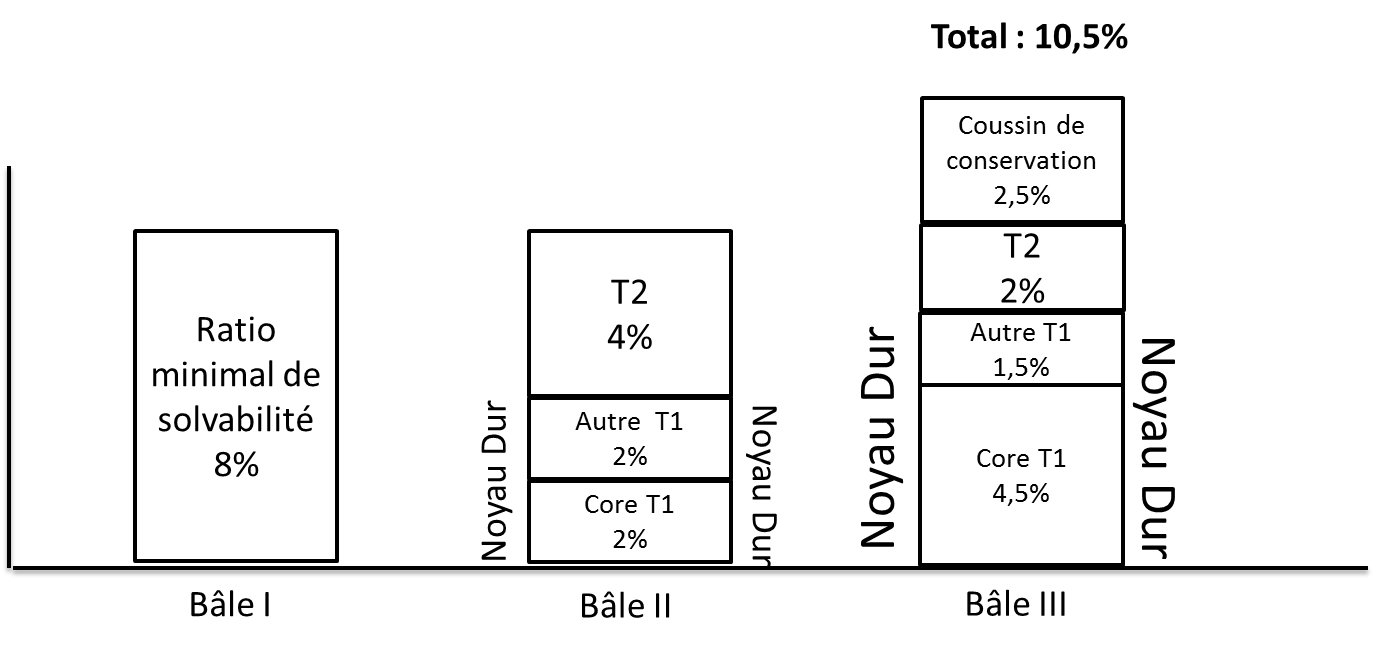 Total : 10,5%
Ratio
minimal de
solvabilité
8%
Noyau Dur
T2
4%
Autre T1
2%
Core T1
2%
Noyau Dur
Noyau Dur
Coussin de
conservation
2,5%
T2
2%
Autre T1
1,5%
Core T1
4,5%
Noyau Dur
Bâle I
Bâle II
Bâle III